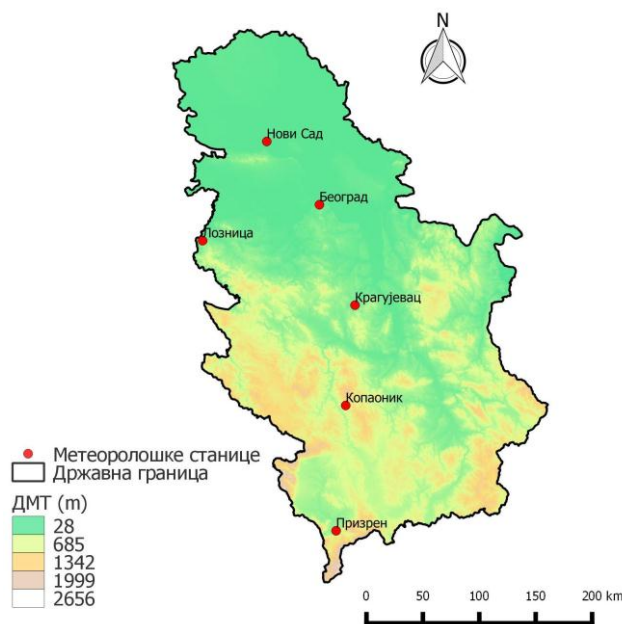 N
Нови Сад
Београд
Лозница
Крагујевац
Копаоник
Метеоролошке станице
Државна граница
ДМТ (m)
28
685
1342
1999
2656
Призрен
0 50 100 150 200 km